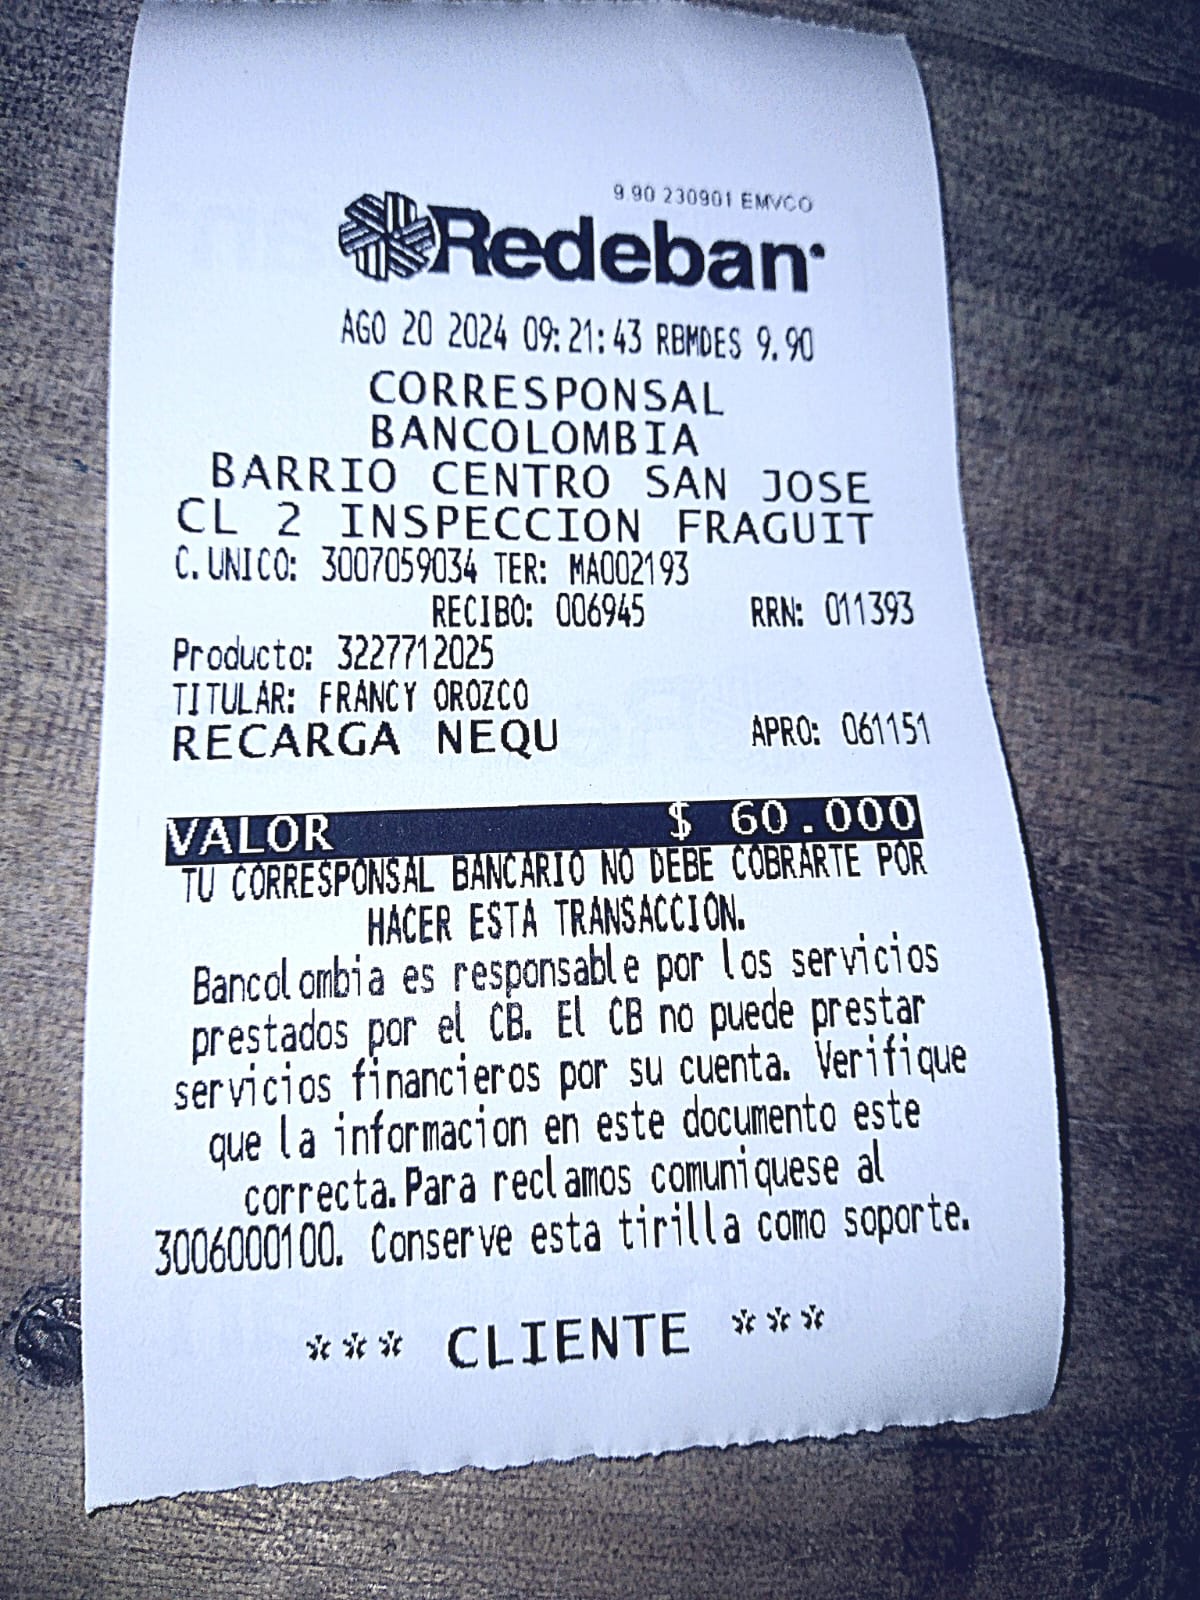 9.90 230901 EMVCO
Redeban
AGO 20 2024 09:21:43 RBMDES 9.90
CORRESPONSAL
BANCOLOMBIA
BARRIO CENTRO SAN JOSE
CL 2 INSPECCION FRAGUIT
C. UNICO: 3007059034 TER: MA002193
RECIBO: 006945 RRN: 011393
Producto: 3227712025
TITULAR: FRANCY OROZCO
RECARGA NEQU APRO: 061151
VALOR $ 60.000
TU CORRESPONSAL BANCARIO NO DEBE COBRARTE POR
HACER ESTA TRANSACCION.
Bancolombia es responsable por los servicios
prestados por el CB. El CB no puede prestar
servicios financieros por su cuenta. Verifique
que la informacion en este documento este
correcta. Para reclamos comuniquese al
3006000100. Conserve esta tirilla como soporte.
*** CLIENTE ***